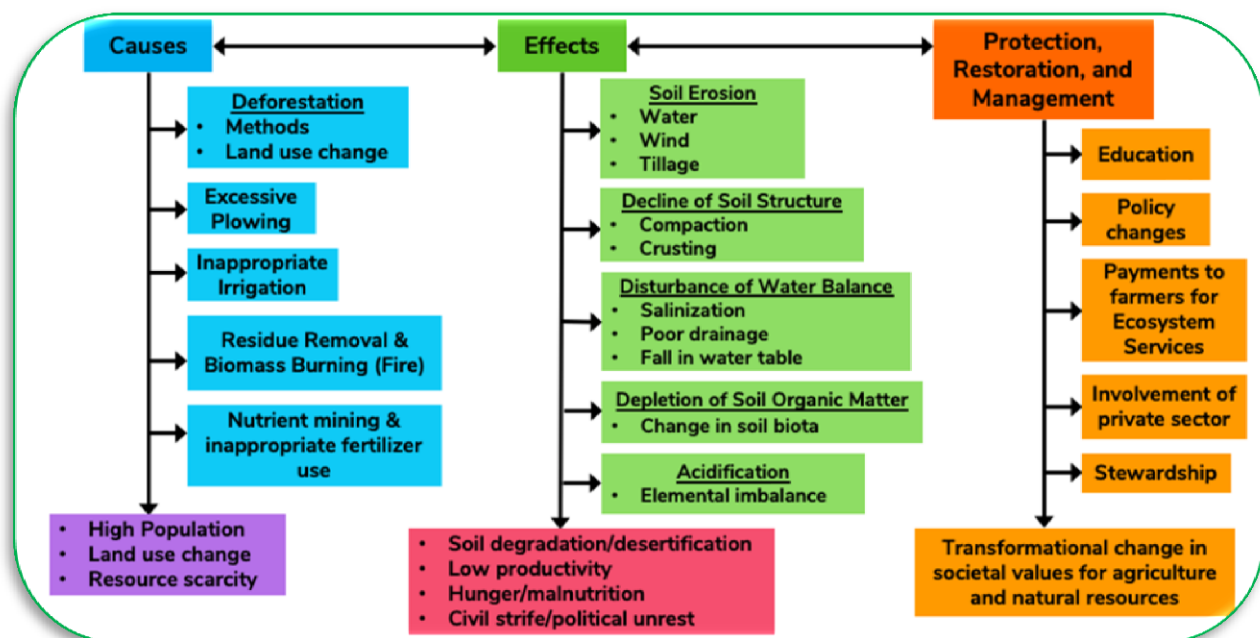 Causes
Deforestation
• Methods
• Land use change
Excessive
Plowing
Inappropriate
Irrigation
Residue Removal &
Biomass Burning (Fire)
Nutrient mining &
inappropriate fertilizer
use
• High Population
• Land use change
• Resource scarcity
Effects
Soil Erosion
• Water
• Wind
• Tillage
Decline of Soil Structure
• Compaction
• Crusting
Disturbance of Water Balance
• Salinization
• Poor drainage
• Fall in water table
Depletion of Soil Organic Matter
• Change in soil biota
Acidification
• Elemental imbalance
• Soil degradation/desertification
• Low productivity
• Hunger/malnutrition
• Civil strife/political unrest
Protection,
Restoration, and
Management
Education
Policy
changes
Payments to
farmers for
Ecosystem
Services
Involvement of
private sector
Stewardship
Transformational change in
societal values for agriculture
and natural resources